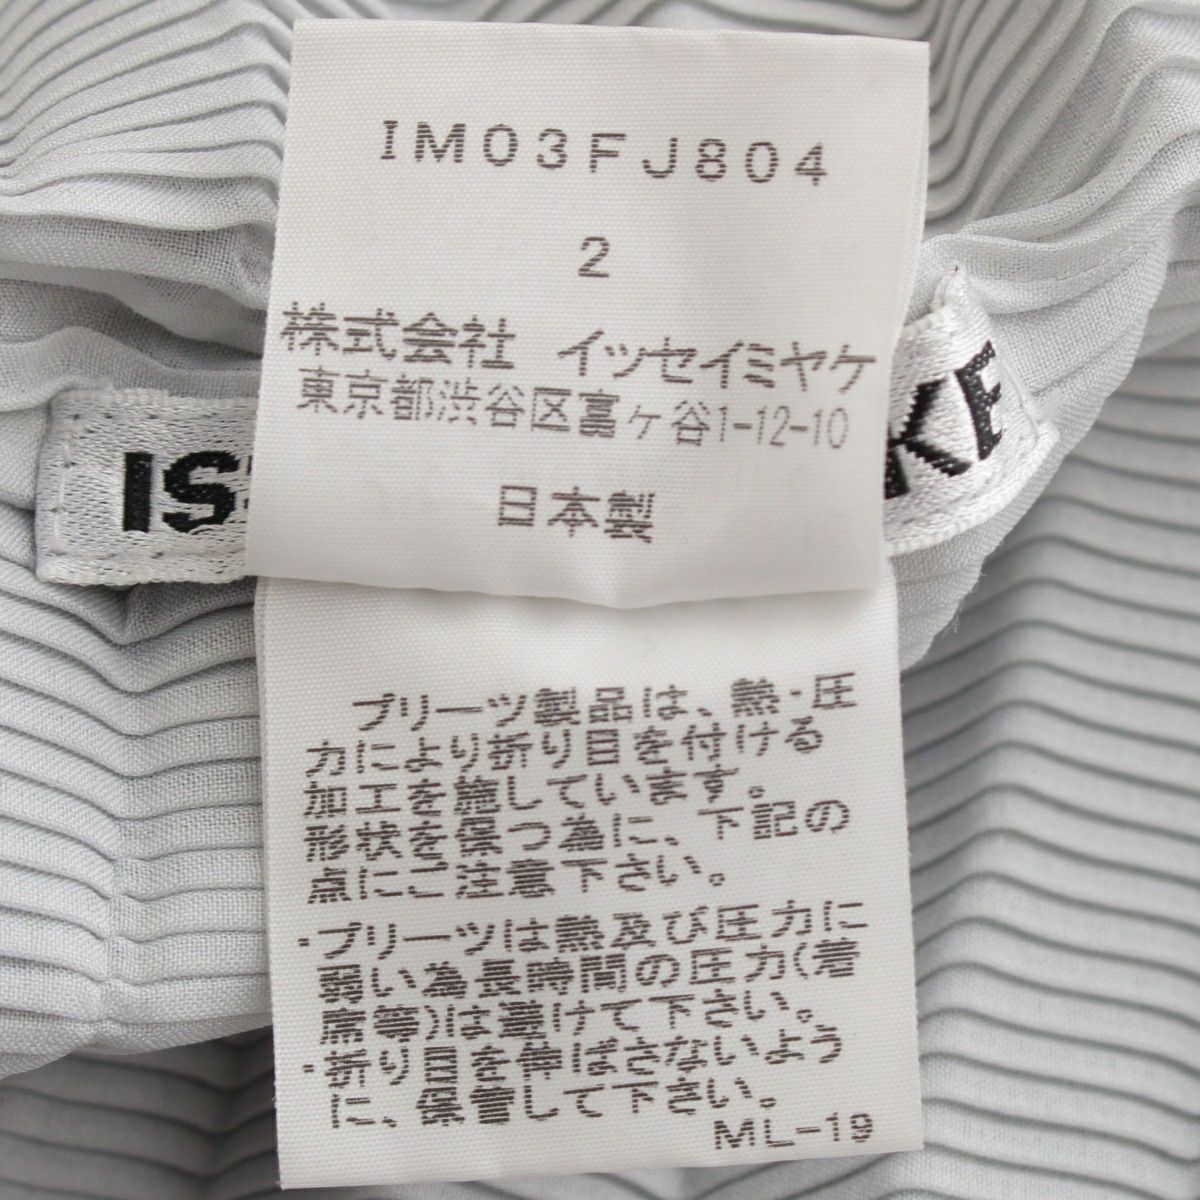 IM03FJ804
2
株式会社 イッセイミヤケ
東京都渋谷区富ヶ谷1-12-10
日本製
IS
KE
プリーツ製品は、熱・圧
力により折り目を付ける
加工を施しています。
形状を保つ為に、下記の
点にご注意下さい。
・プリーツは熱及び圧力に
弱い為長時間の圧力(着
席等)は避けて下さい。
・折り目を伸ばさないよう
に、保管して下さい。
ML-19